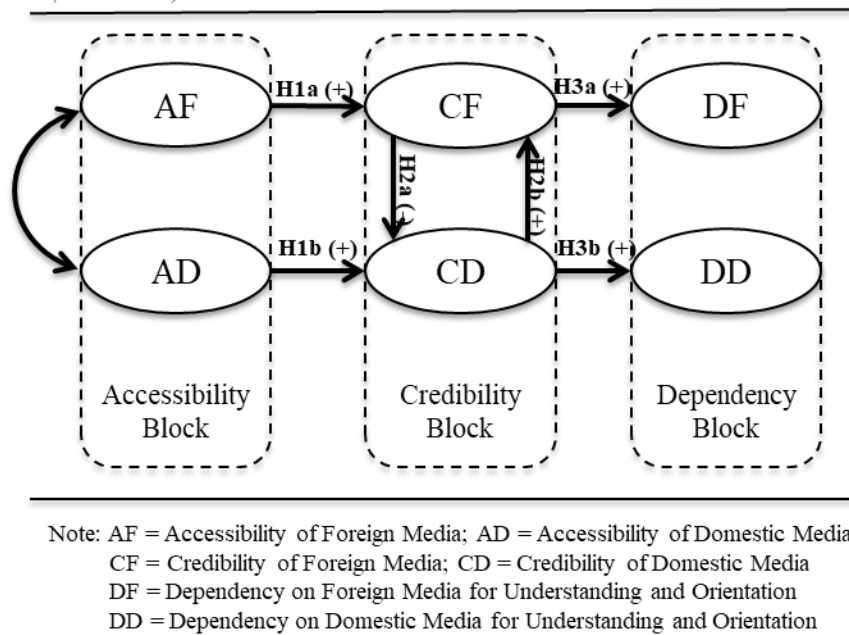 H1a (+)
H3a (+)
AF
CF
DF
H2a (-)
H2b (+)
H1b (+)
H3b (+)
AD
CD
DD
Accessibility
Block
Credibility
Block
Dependency
Block
Note: AF = Accessibility of Foreign Media; AD = Accessibility of Domestic Media
CF = Credibility of Foreign Media; CD = Credibility of Domestic Media
DF = Dependency on Foreign Media for Understanding and Orientation
DD = Dependency on Domestic Media for Understanding and Orientation